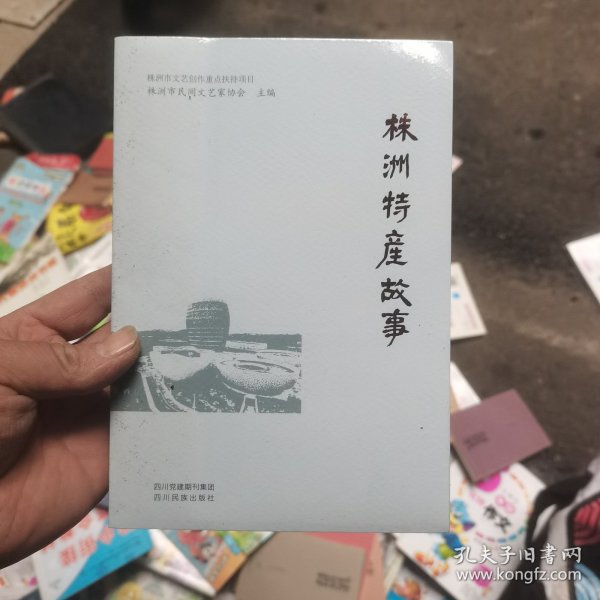 株洲市文艺创作重点扶持项目
株洲市民间文艺家协会 主编
株洲特産故事
四川党建期刊集团
四川民族出版社
作文
孔夫子旧书网
www.kongfz.com